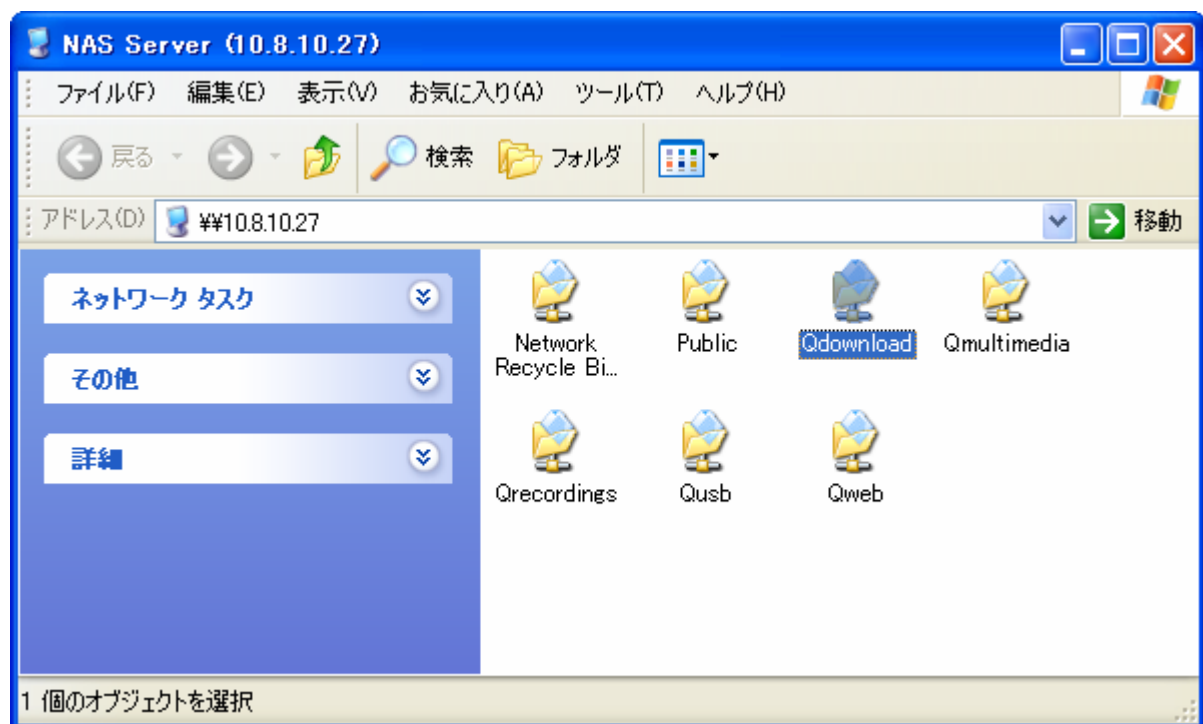 NAS Server (10.8.10.27)
ファイル(F) 編集(E) 表示(V) お気に入り(A) ツール(T) ヘルプ(H)
戻る 検索 フォルダ
アドレス(D) ¥¥10.8.10.27 移動
ネットワーク タスク
その他
詳細
Network
Recycle Bi...
Public
Qdownload
Qmultimedia
Qrecordings
Qusb
Qweb
1 個のオブジェクトを選択